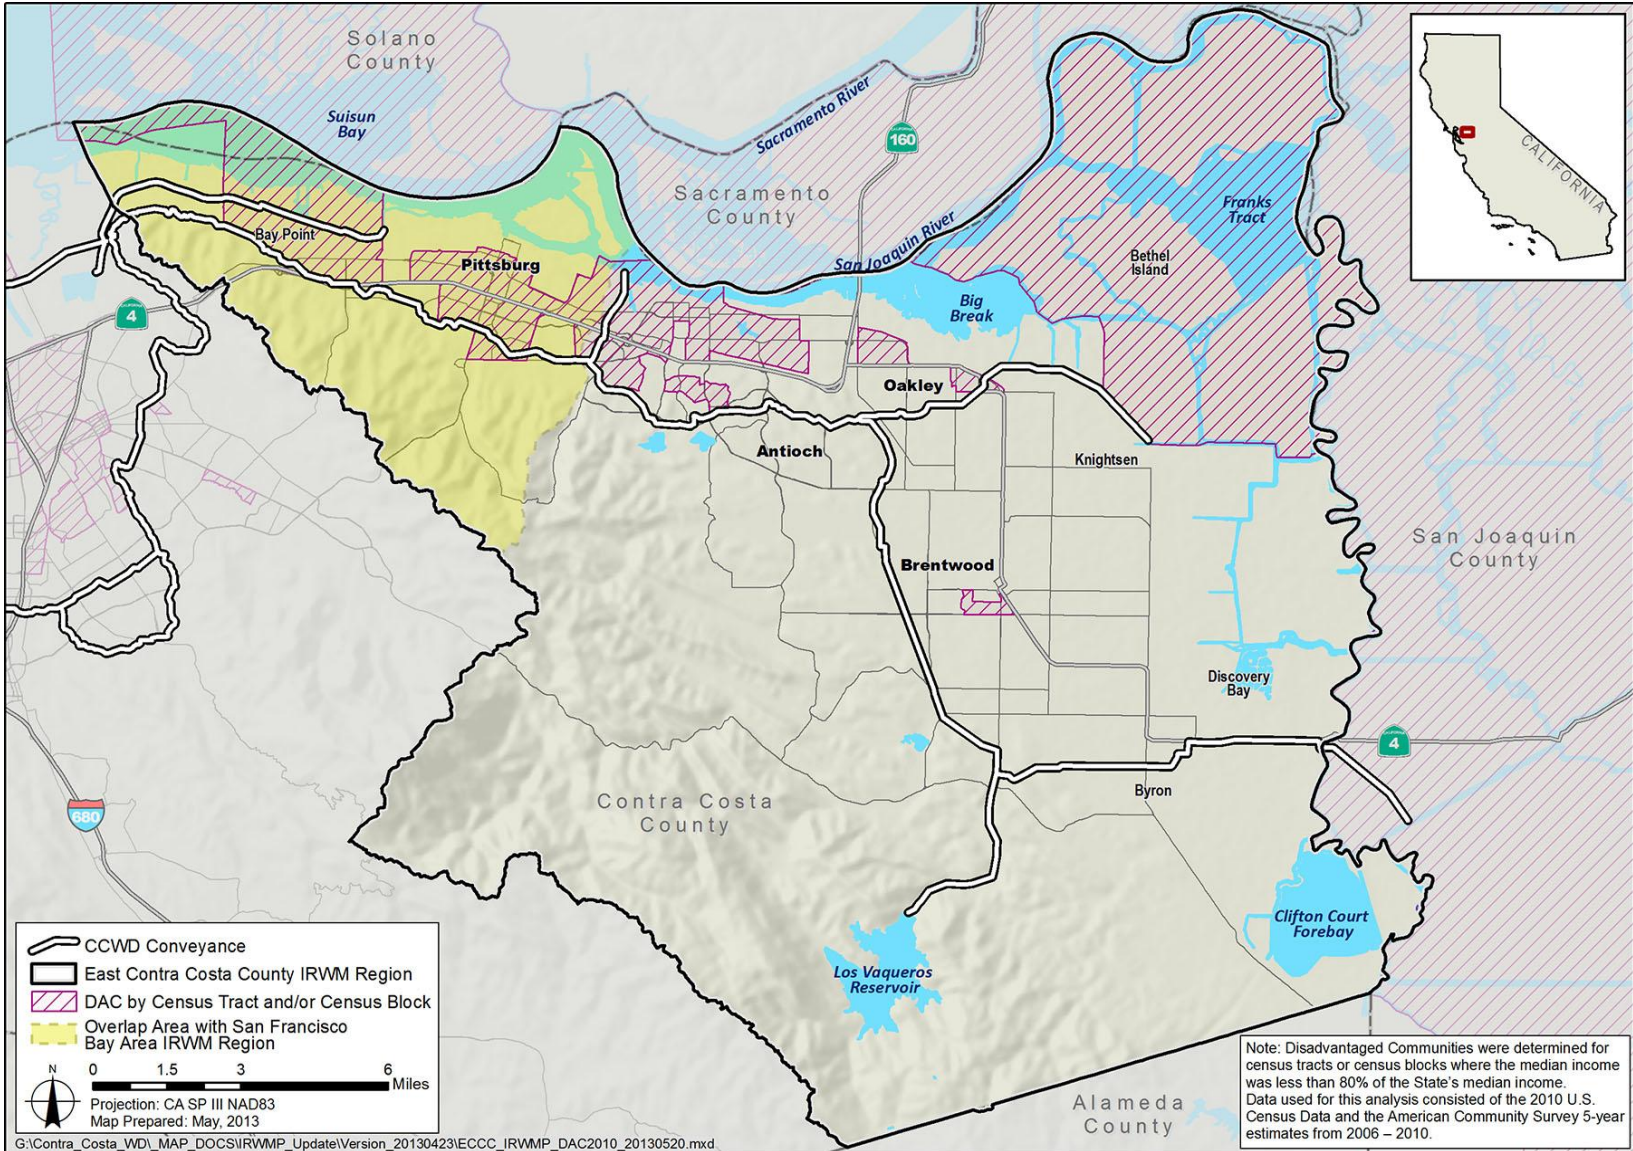 Solano
County
Suisun
Bay
Sacramento River
CALIFORNIA
160
CALIFORNIA
Sacramento
County
Franks
Tract
Bay Point
Pittsburg
San Joaquin River
Bethel
Island
Big
Break
CALIFORNIA
4
Oakley
Antioch
Knightsen
San Joaquin
County
Brentwood
Discovery
Bay
CALIFORNIA
4
Contra Costa
County
Byron
680
Clifton Court
Forebay
Los Vaqueros
Reservoir
Alameda
County
CCWD Conveyance
East Contra Costa County IRWM Region
DAC by Census Tract and/or Census Block
Overlap Area with San Francisco
Bay Area IRWM Region
N
0 1.5 3 6
Miles
Projection: CA SP III NAD83
Map Prepared: May, 2013
Note: Disadvantaged Communities were determined for
census tracts or census blocks where the median income
was less than 80% of the State's median income.
Data used for this analysis consisted of the 2010 U.S.
Census Data and the American Community Survey 5-year
estimates from 2006 – 2010.
G:\Contra_Costa_WD\_MAP_DOCS\IRWMP_Update\Version_20130423\ECCC_IRWMP_DAC2010_20130520.mxd